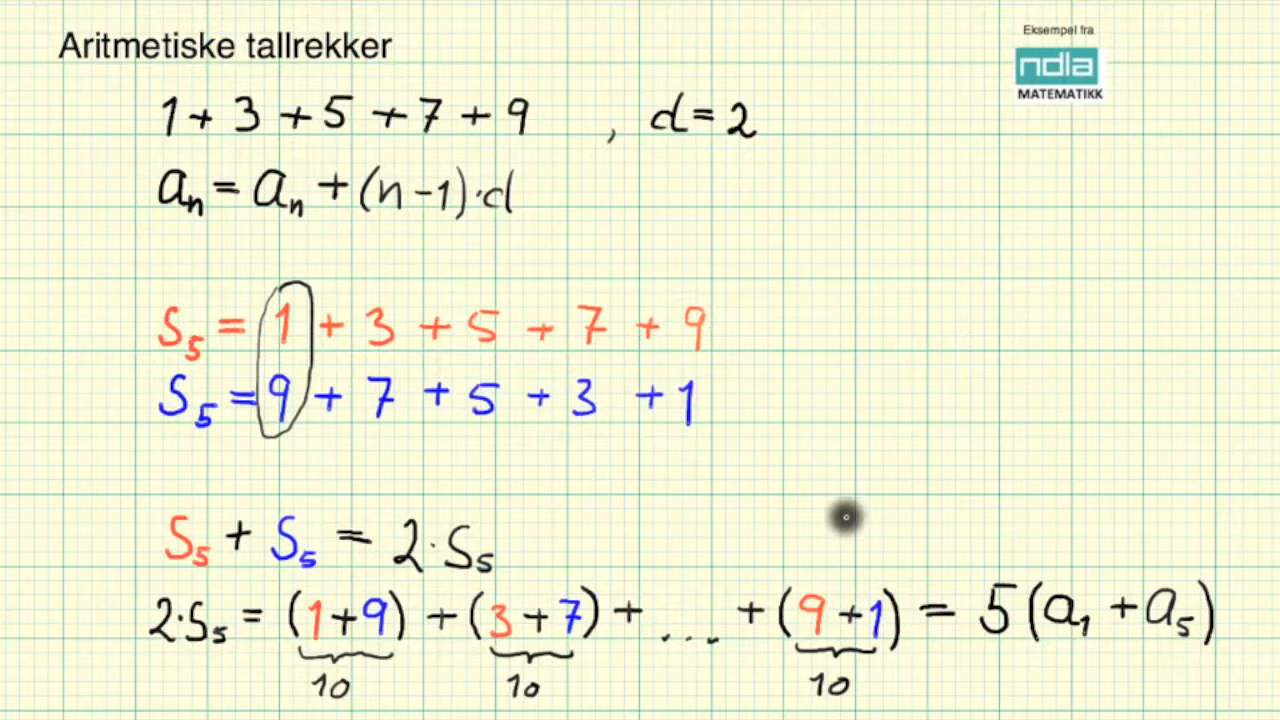 Aritmetiske tallrekker
Eksempel fra
ndla
MATEMATIKK
1 + 3 + 5 + 7 + 9 , d = 2
aₙ = aₙ + (n - 1) · d
S₅ = 1 + 3 + 5 + 7 + 9
S₅ = 9 + 7 + 5 + 3 + 1
S₅ + S₅ = 2 · S₅
2 · S₅ = (1 + 9) + (3 + 7) + ... + (9 + 1) = 5 (a₁ + a₅)
10 10 10